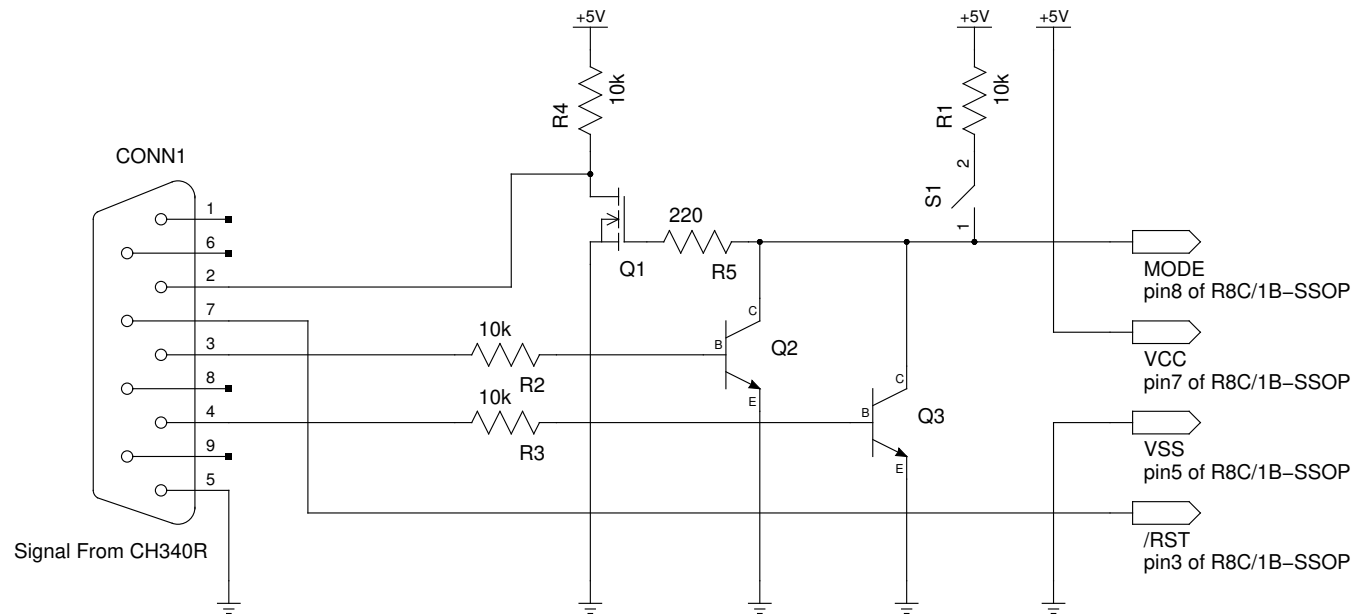 +5V
+5V
+5V
R4
10k
R1
10k
CONN1
2
S1
1
1
6
2
7
3
8
4
9
5
220
R5
Q1
MODE
pin8 of R8C/1B−SSOP
10k
R2
B
C
E
Q2
VCC
pin7 of R8C/1B−SSOP
10k
R3
B
C
E
Q3
VSS
pin5 of R8C/1B−SSOP
/RST
pin3 of R8C/1B−SSOP
Signal From CH340R